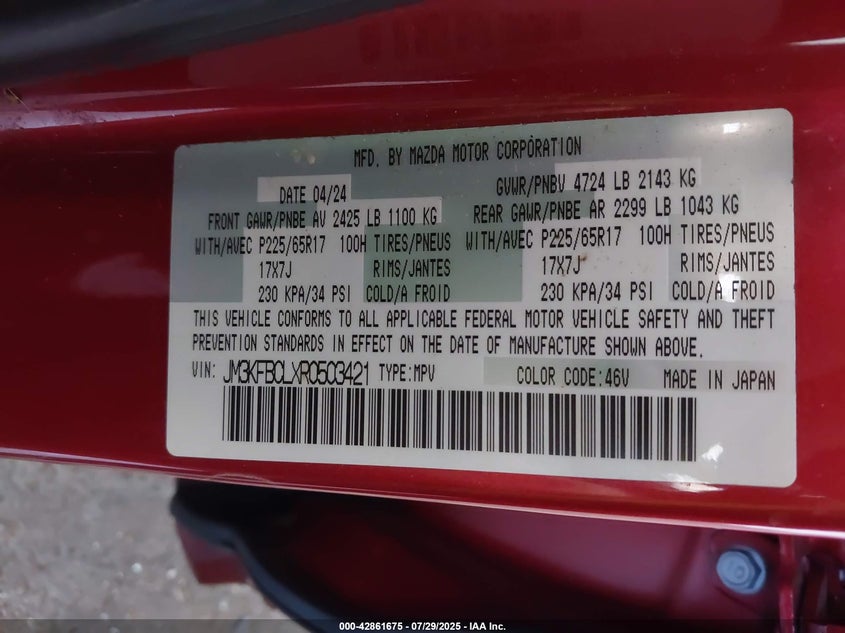 MFD. BY MAZDA MOTOR CORPORATION
DATE 04/24 GVWR/PNBV 4724 LB 2143 KG
FRONT GAWR/PNBE AV 2425 LB 1100 KG REAR GAWR/PNBE AR 2299 LB 1043 KG
WITH/AVEC P225/65R17 100H TIRES/PNEUS WITH/AVEC P225/65R17 100H TIRES/PNEUS
17X7J RIMS/JANTES 17X7J RIMS/JANTES
230 KPA/34 PSI COLD/A FROID 230 KPA/34 PSI COLD/A FROID
THIS VEHICLE CONFORMS TO ALL APPLICABLE FEDERAL MOTOR VEHICLE SAFETY AND THEFT
PREVENTION STANDARDS IN EFFECT ON THE DATE OF MANUFACTURE SHOWN ABOVE.
VIN: JM3KFBCLXR0503421 TYPE:MPV COLOR CODE:46V MADE IN JAPAN
000-42861675 / 07/29/2025 - IAA Inc.